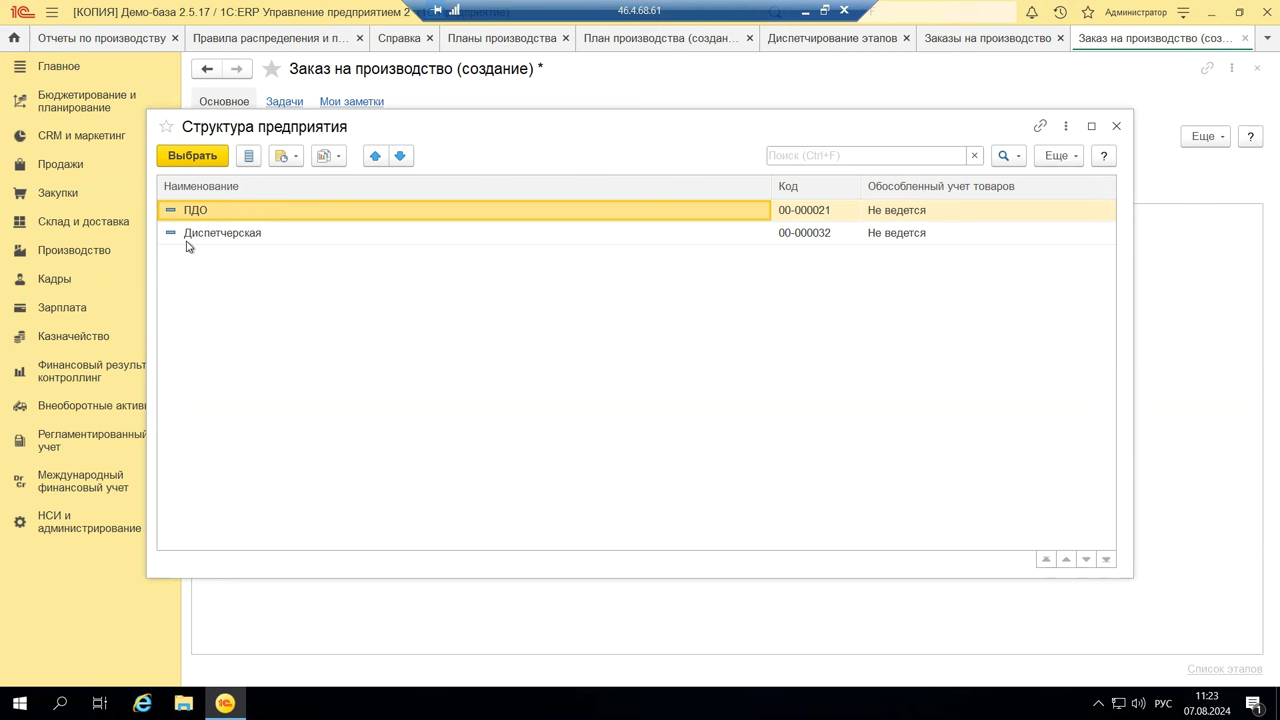 [КОПИЯ] Демо-база 2.5.17 / 1С:ERP Управление предприятием 2
46.4.68.61
Администратор
Отчеты по производству
Правила распределения и п...
Справка
Планы производства
План производства (создан...
Диспетчирование этапов
Заказы на производство
Заказ на производство (соз...
Главное
Бюджетирование и
планирование
CRM и маркетинг
Продажи
Закупки
Склад и доставка
Производство
Кадры
Зарплата
Казначейство
Финансовый результ
контроллинг
Внеоборотные актив
Регламентированный
учет
Международный
финансовый учет
НСИ и
администрирование
Заказ на производство (создание) *
Основное
Задачи
Мои заметки
Еще
?
Структура предприятия
Выбрать
Поиск (Ctrl+F)
Еще
?
Наименование
Код
Обособленный учет товаров
ПДО
00-000021
Не ведется
Диспетчерская
00-000032
Не ведется
Список этапов
РУС
11:23
07.08.2024
1